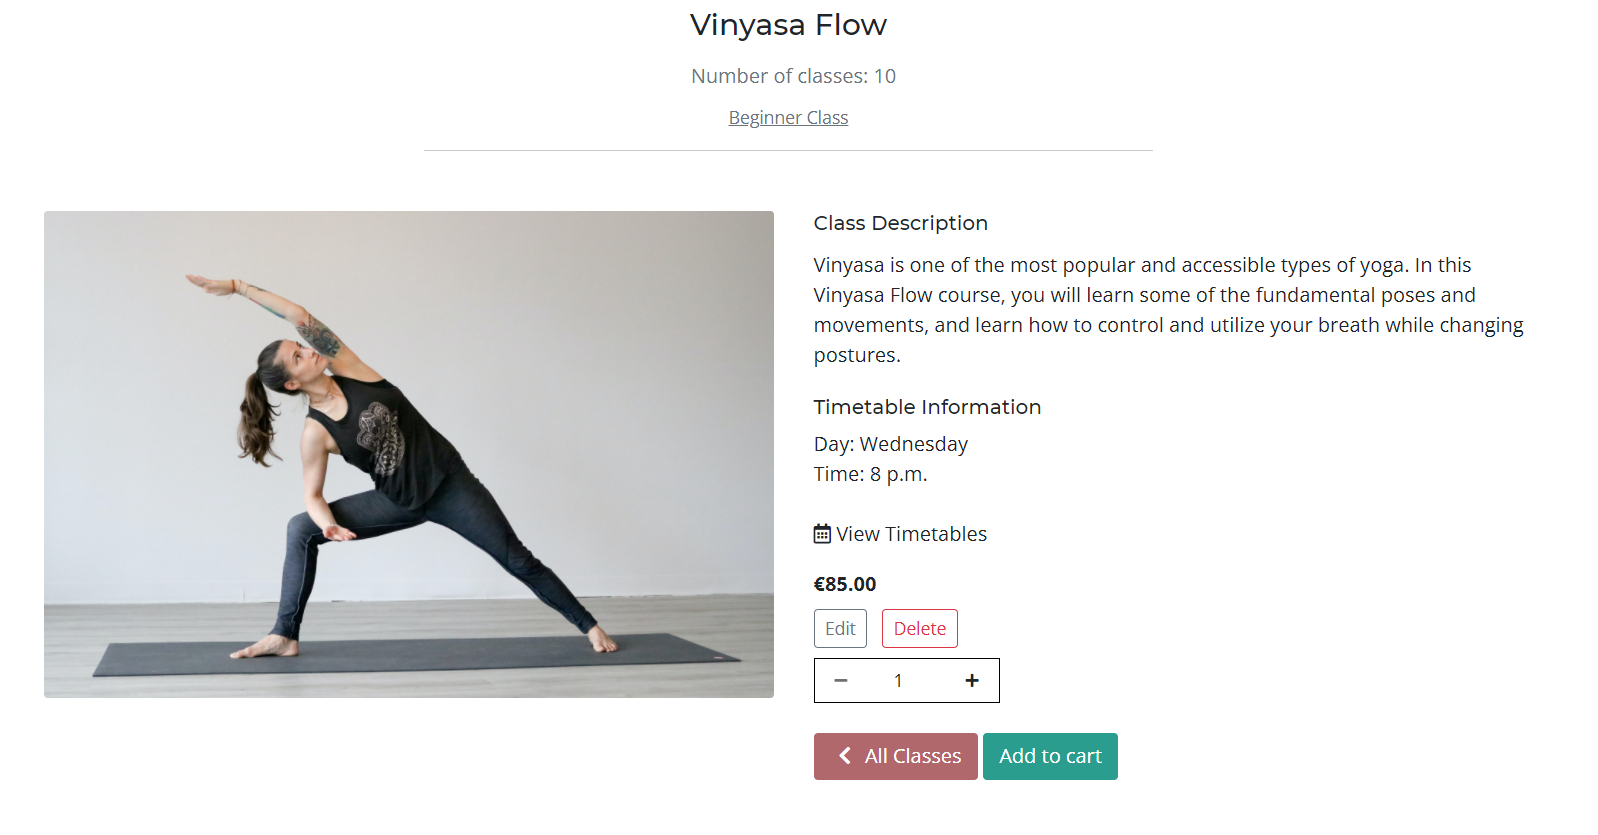 Vinyasa Flow
Number of classes: 10
Beginner Class
Class Description
Vinyasa is one of the most popular and accessible types of yoga. In this
Vinyasa Flow course, you will learn some of the fundamental poses and
movements, and learn how to control and utilize your breath while changing
postures.
Timetable Information
Day: Wednesday
Time: 8 p.m.
View Timetables
€85.00
Edit Delete
− 1 +
All Classes Add to cart